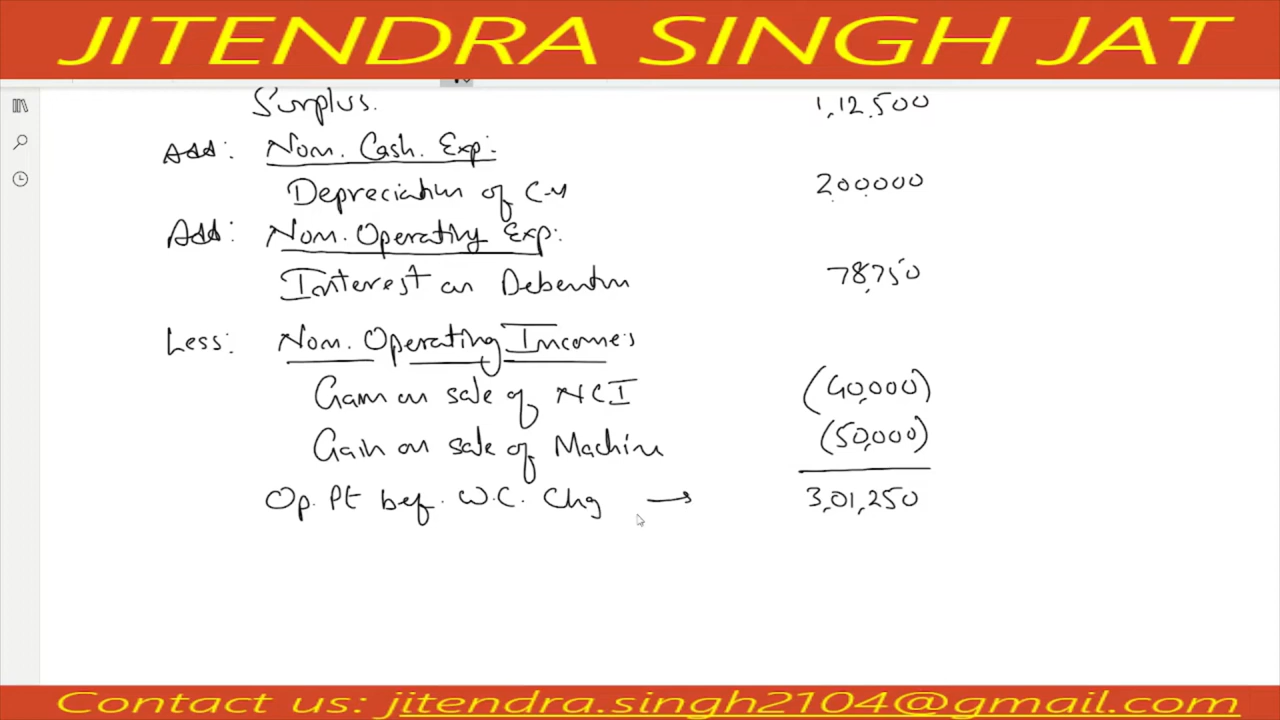 JITENDRA SINGH JAT
Surplus. 1,12,500
Add: Non. Cash. Exp:
Depreciation of 200000
Add: Non. Operating Exp:
Interest on Debenture 78,750
Less: Non. Operating Incomes
Gain on sale of NCI (40,000)
Gain on sale of Machine (50,000)
Op. Pt bef. W.C. Chg → 3,01,250
Contact us: jitendra.singh2104@gmail.com